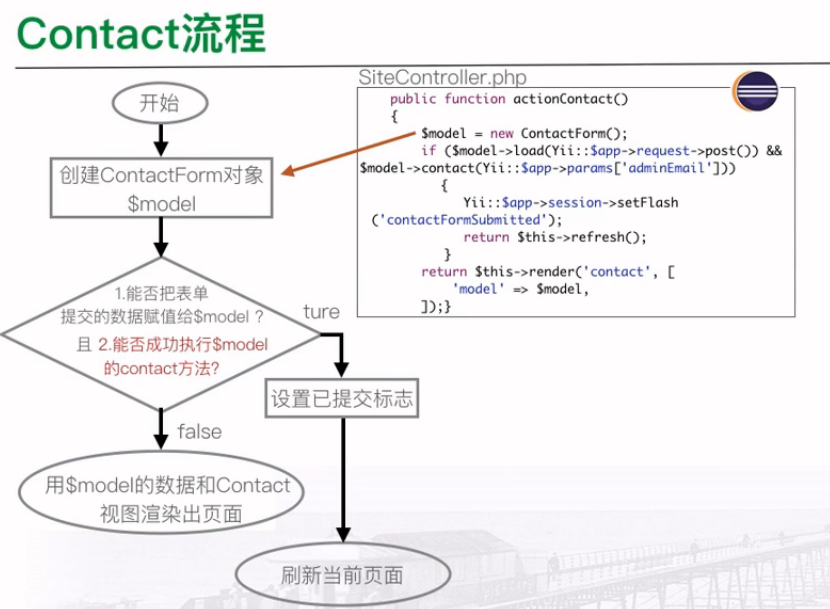 Contact流程
SiteController.php
public function actionContact()
{
$model = new ContactForm();
if ($model->load(Yii::$app->request->post()) &&
$model->contact(Yii::$app->params['adminEmail']))
{
Yii::$app->session->setFlash
('contactFormSubmitted');
return $this->refresh();
}
return $this->render('contact', [
'model' => $model,
]);}
开始
创建ContactForm对象
$model
1.能否把表单
提交的数据赋值给$model ?
且 2.能否成功执行$model
的contact方法?
ture
设置已提交标志
false
用$model的数据和Contact
视图渲染出页面
刷新当前页面